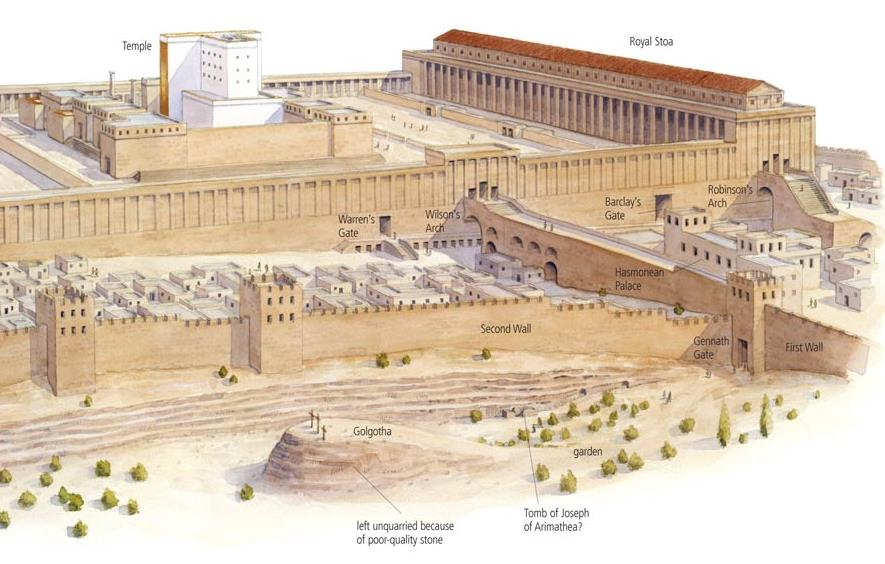 Temple
Royal Stoa
Warren's
Gate
Wilson's
Arch
Barclay's
Gate
Robinson's
Arch
Hasmonean
Palace
Second Wall
Gennath
Gate
First Wall
Golgotha
garden
left unquarried because
of poor-quality stone
Tomb of Joseph
of Arimathea?